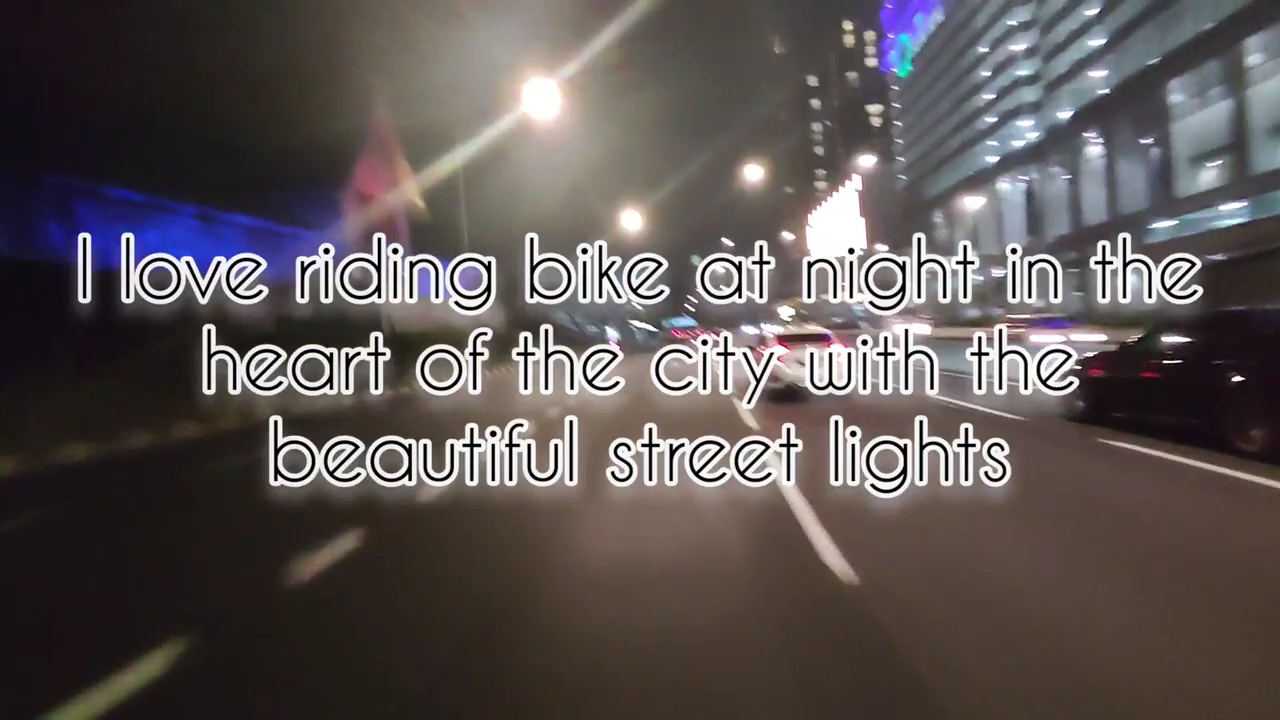 I love riding bike at night in the
heart of the city with the
beautiful street lights